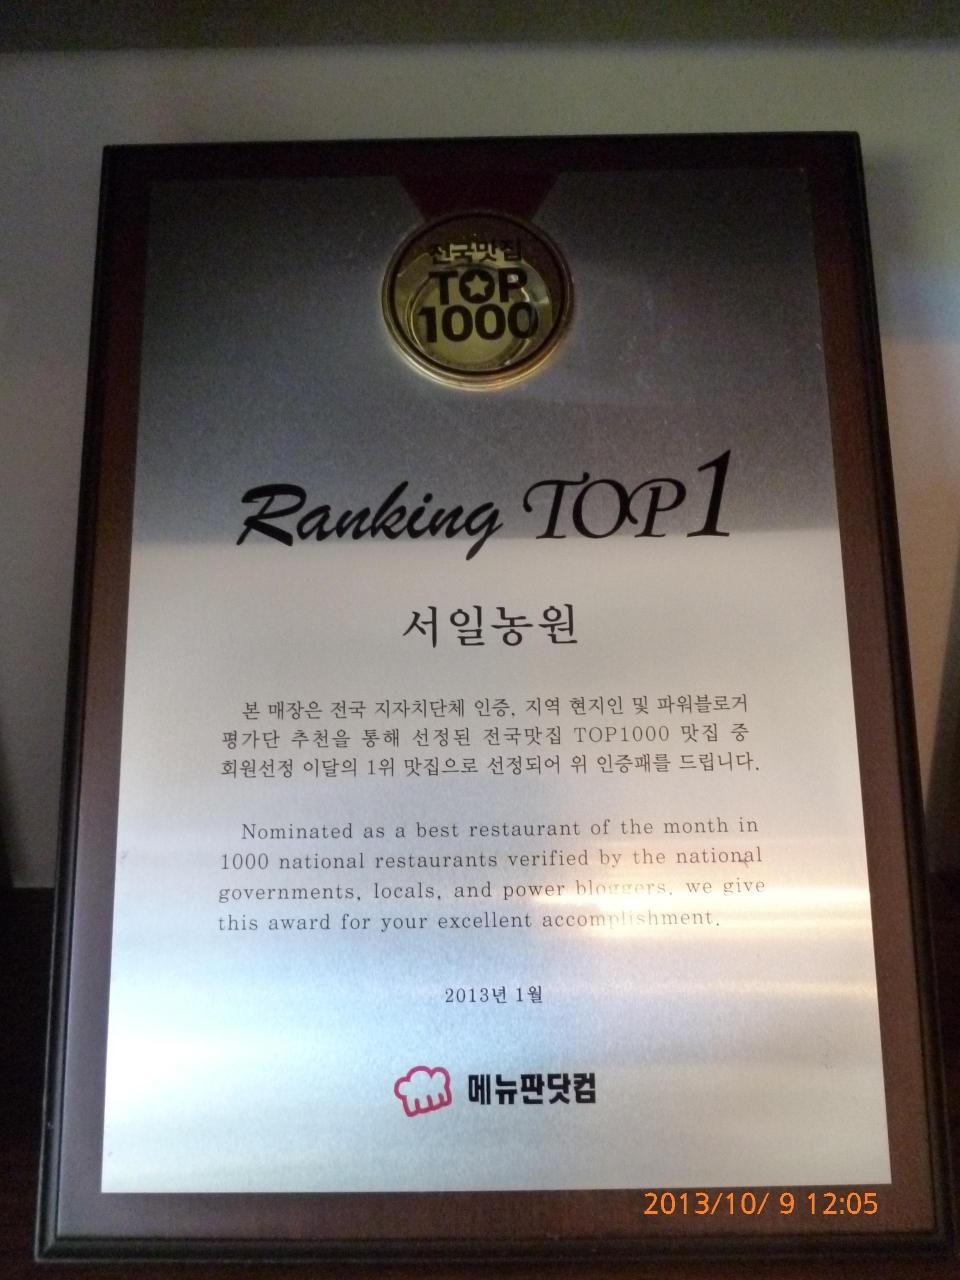 전국맛집
TOP
1000
Ranking TOP1
서일농원
본 매장은 전국 지자치단체 인증, 지역 현지인 및 파워블로거
평가단 추천을 통해 선정된 전국맛집 TOP1000 맛집 중
회원선정 이달의 1위 맛집으로 선정되어 위 인증패를 드립니다.
Nominated as a best restaurant of the month in
1000 national restaurants verified by the national
governments, locals, and power bloggers, we give
this award for your excellent accomplishment.
2013년 1월
메뉴판닷컴
2013/10/ 9 12:05